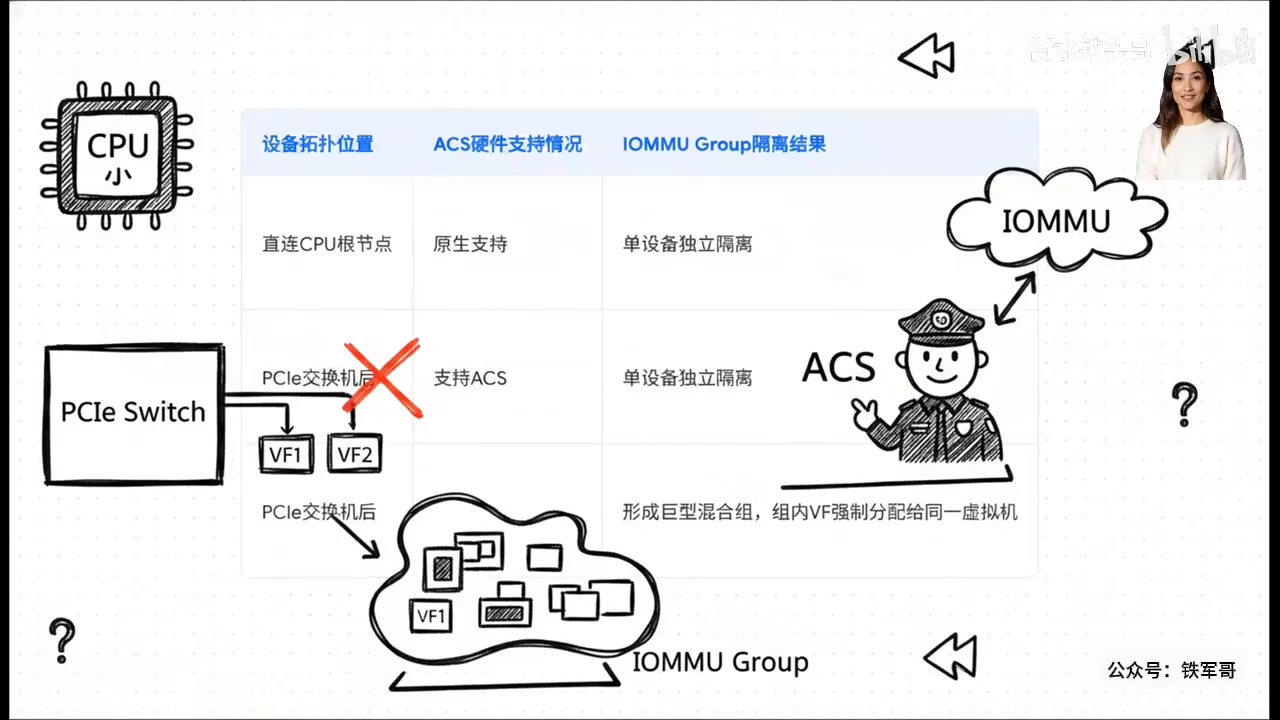 CPU
小
设备拓扑位置
ACS硬件支持情况
IOMMU Group隔离结果
直连CPU根节点
原生支持
单设备独立隔离
IOMMU
PCIe交换机后
支持ACS
单设备独立隔离
ACS
PCIe Switch
VF1
VF2
PCIe交换机后
形成巨型混合组，组内VF强制分配给同一虚拟机
VF1
IOMMU Group
?
?
公众号：铁军哥
bilibili